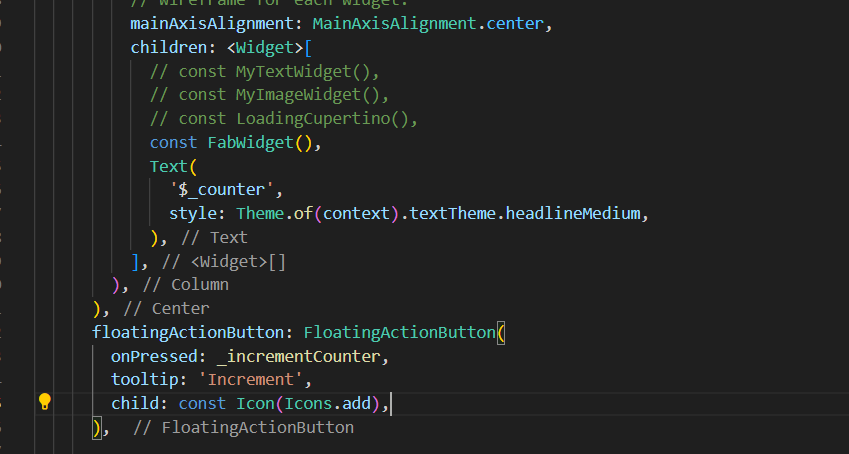 // wireframe for each widget.
mainAxisAlignment: MainAxisAlignment.center,
children: <Widget>[
// const MyTextWidget(),
// const MyImageWidget(),
// const LoadingCupertino(),
const FabWidget(),
Text(
'$_counter',
style: Theme.of(context).textTheme.headlineMedium,
), // Text
], // <Widget>[]
), // Column
), // Center
floatingActionButton: FloatingActionButton(
onPressed: _incrementCounter,
tooltip: 'Increment',
child: const Icon(Icons.add),
), // FloatingActionButton